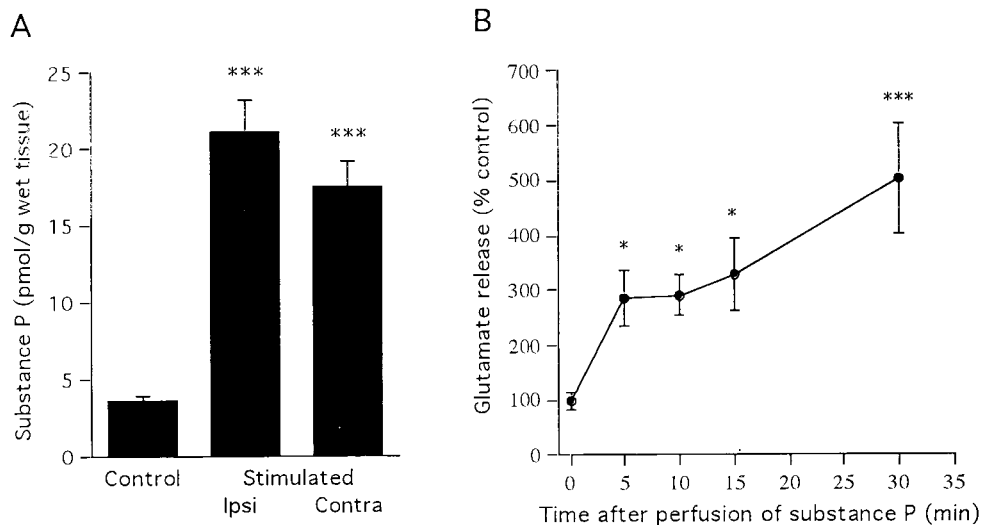 A
Substance P (pmol/g wet tissue)
25
20
15
10
5
0
***
***
Control
Stimulated
Ipsi
Contra
B
Glutamate release (% control)
700
600
500
400
300
200
100
0
*
*
*
***
0 5 10 15 20 25 30 35
Time after perfusion of substance P (min)